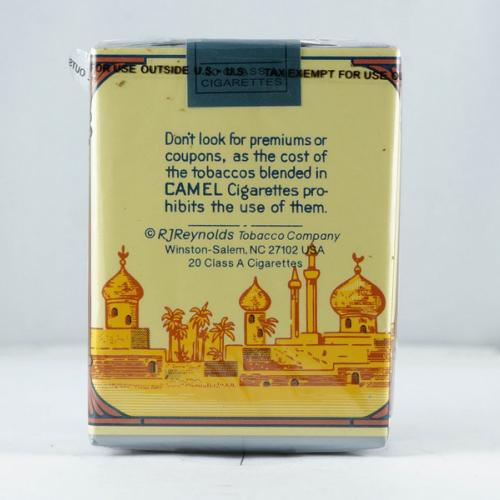 OR USE OUTSIDE U.S. • U.S. TAX EXEMPT FOR USE O
CLASS A
CIGARETTES
Don't look for premiums or
coupons, as the cost of
the tobaccos blended in
CAMEL Cigarettes pro-
hibits the use of them.
© RJReynolds Tobacco Company
Winston-Salem, NC 27102 USA
20 Class A Cigarettes